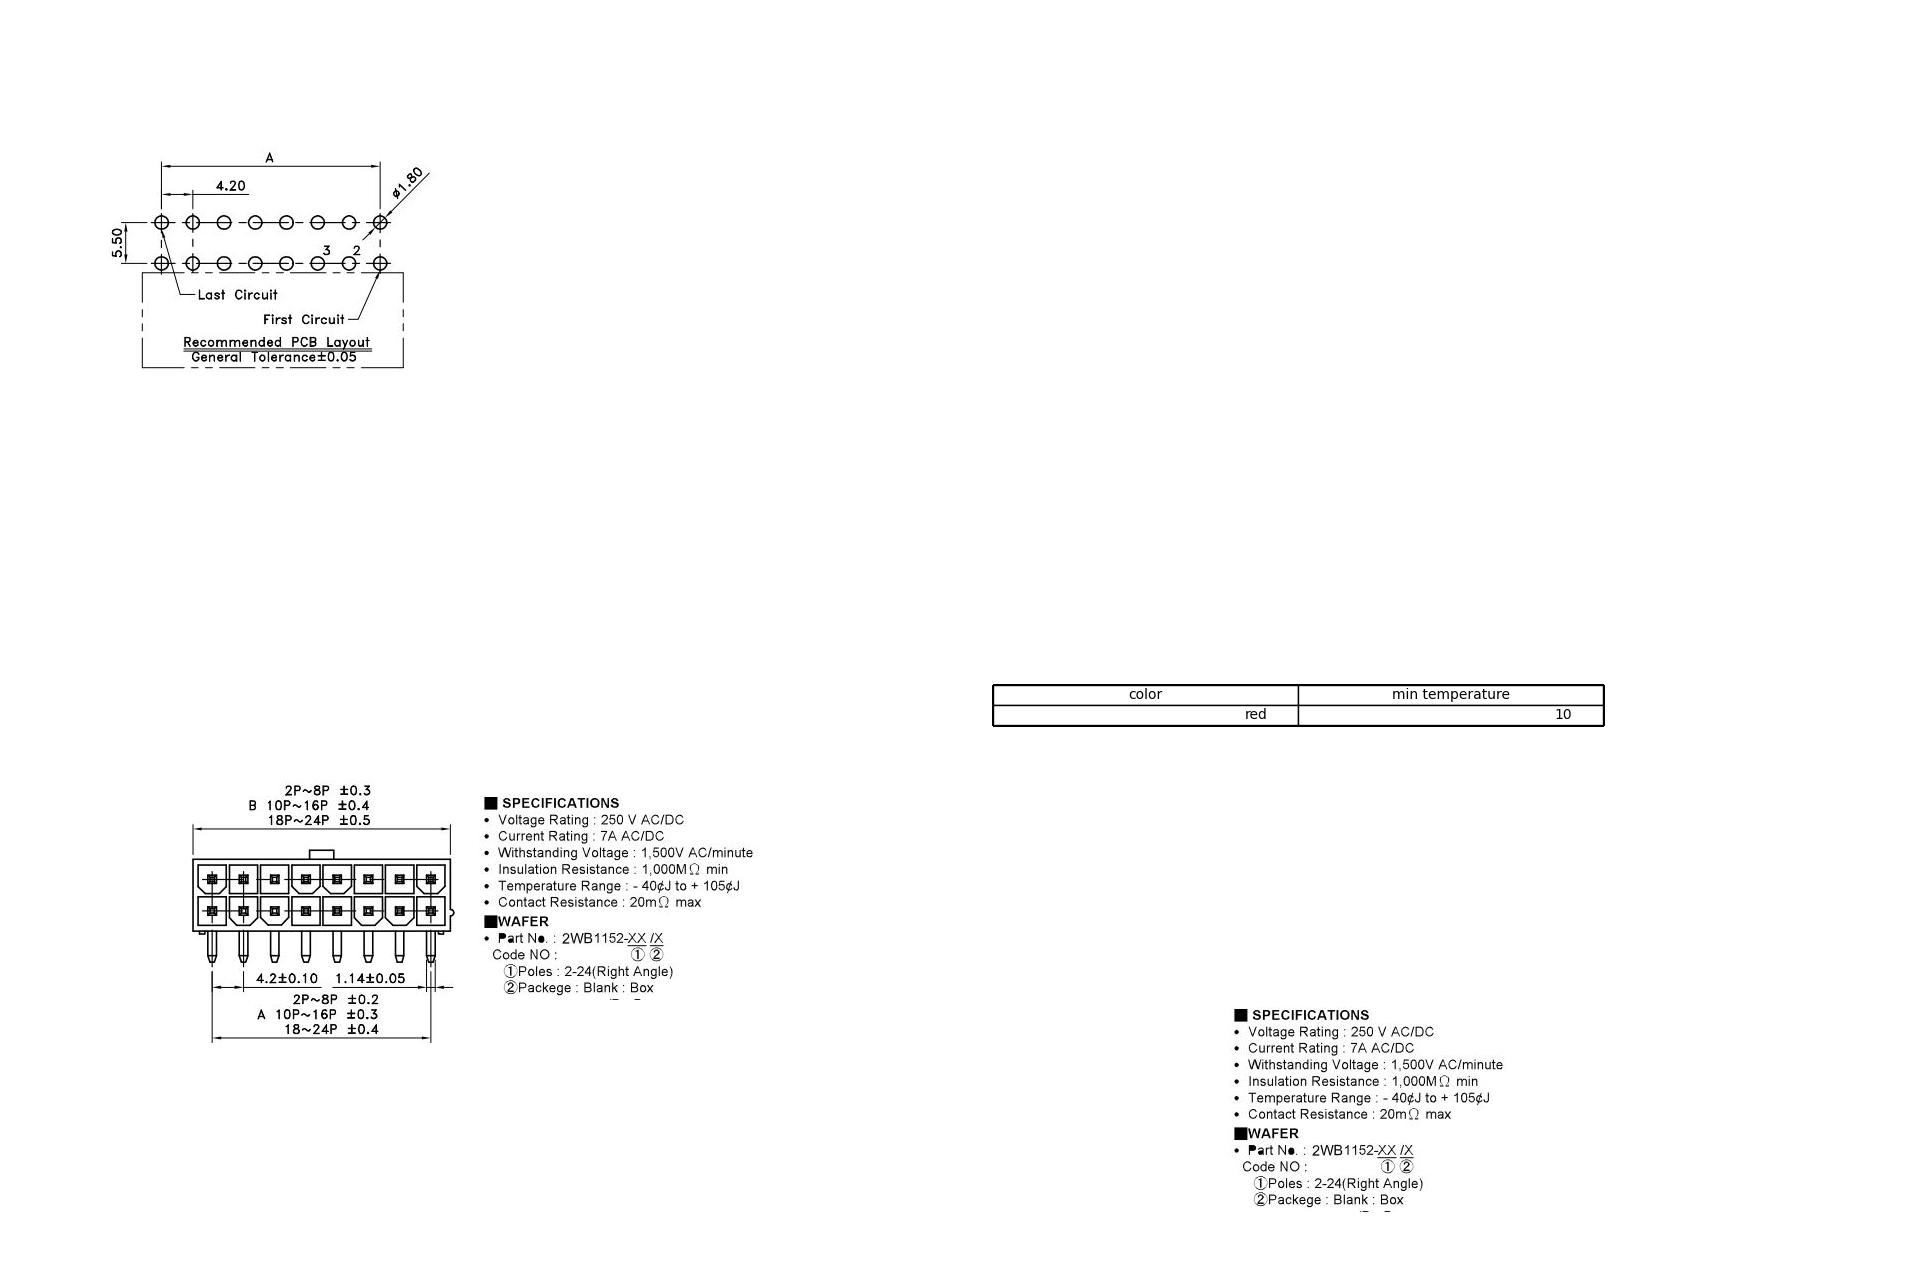 A
4.20
ø1.80
5.50
3 2
Last Circuit
First Circuit
Recommended PCB Layout
General Tolerance±0.05
color min temperature
red 10
2P~8P ±0.3
B 10P~16P ±0.4
18P~24P ±0.5
4.2±0.10 1.14±0.05
2P~8P ±0.2
A 10P~16P ±0.3
18~24P ±0.4
■ SPECIFICATIONS
• Voltage Rating : 250 V AC/DC
• Current Rating : 7A AC/DC
• Withstanding Voltage : 1,500V AC/minute
• Insulation Resistance : 1,000MΩ min
• Temperature Range : - 40¢J to + 105¢J
• Contact Resistance : 20mΩ max
■WAFER
• Part No. : 2WB1152-XX /X
Code NO : ① ②
①Poles : 2-24(Right Angle)
②Packege : Blank : Box
■ SPECIFICATIONS
• Voltage Rating : 250 V AC/DC
• Current Rating : 7A AC/DC
• Withstanding Voltage : 1,500V AC/minute
• Insulation Resistance : 1,000MΩ min
• Temperature Range : - 40¢J to + 105¢J
• Contact Resistance : 20mΩ max
■WAFER
• Part No. : 2WB1152-XX /X
Code NO : ① ②
①Poles : 2-24(Right Angle)
②Packege : Blank : Box